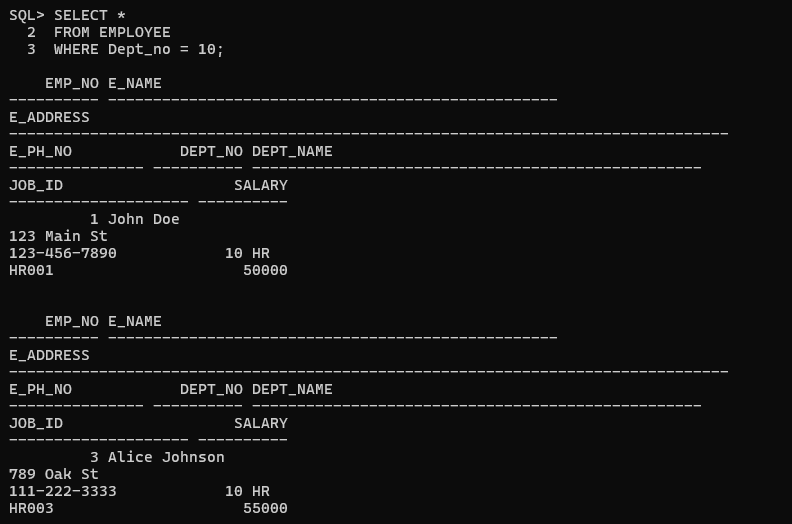 SQL> SELECT *
  2  FROM EMPLOYEE
  3  WHERE Dept_no = 10;

    EMP_NO E_NAME
---------- --------------------------------------------------
E_ADDRESS
--------------------------------------------------------------------------------
E_PH_NO            DEPT_NO DEPT_NAME
--------------- ---------- --------------------------------------------------
JOB_ID                   SALARY
-------------------- ----------
         1 John Doe
123 Main St
123-456-7890            10 HR
HR001                     50000


    EMP_NO E_NAME
---------- --------------------------------------------------
E_ADDRESS
--------------------------------------------------------------------------------
E_PH_NO            DEPT_NO DEPT_NAME
--------------- ---------- --------------------------------------------------
JOB_ID                   SALARY
-------------------- ----------
         3 Alice Johnson
789 Oak St
111-222-3333            10 HR
HR003                     55000